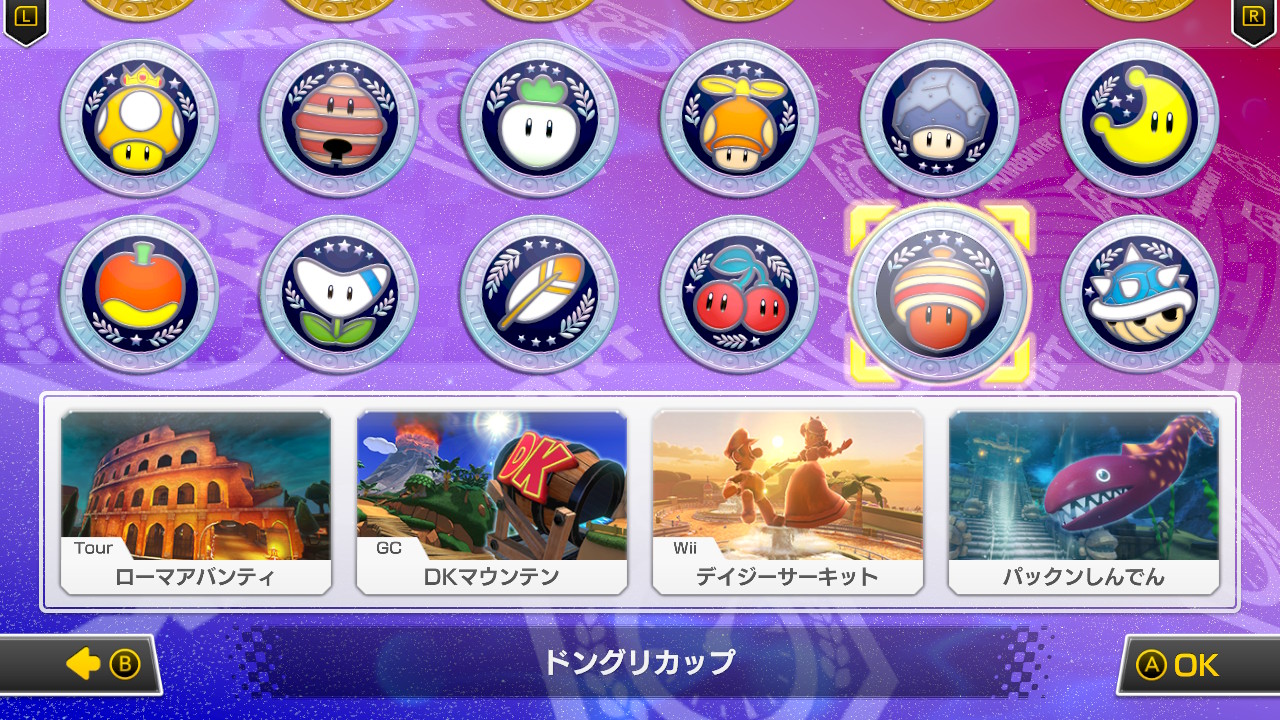 L
R
MARIOKART
Tour
ローマアバンティ
GC
DK
DKマウンテン
Wii
デイジーサーキット
パックンしんでん
B
ドングリカップ
A OK